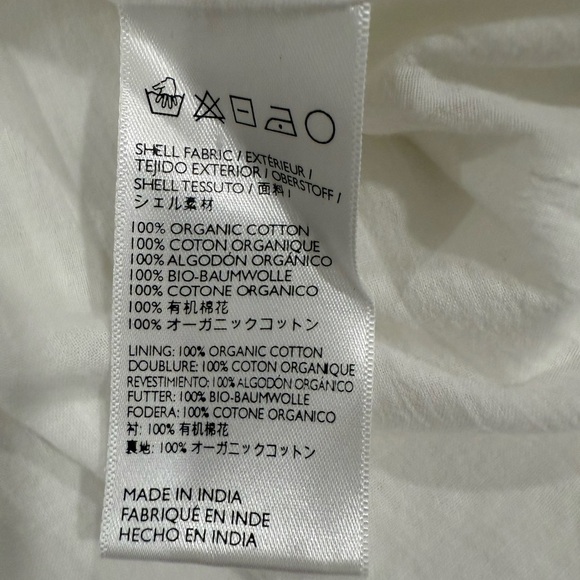 SHELL FABRIC / EXTÉRIEUR /
TEJIDO EXTERIOR / OBERSTOFF /
SHELL TESSUTO / 面料 /
シェル素材
100% ORGANIC COTTON
100% COTON ORGANIQUE
100% ALGODÓN ORGÁNICO
100% BIO-BAUMWOLLE
100% COTONE ORGANICO
100% 有机棉花
100% オーガニックコットン
LINING: 100% ORGANIC COTTON
DOUBLURE: 100% COTON ORGANIQUE
REVESTIMIENTO: 100% ALGODÓN ORGÁNICO
FUTTER: 100% BIO-BAUMWOLLE
FODERA: 100% COTONE ORGANICO
衬: 100% 有机棉花
裏地: 100% オーガニックコットン
MADE IN INDIA
FABRIQUÉ EN INDE
HECHO EN INDIA